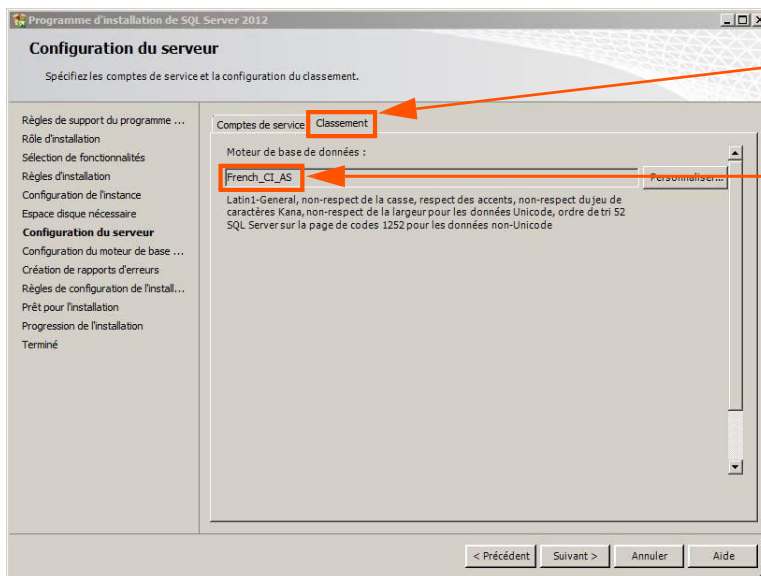 Programme d'installation de SQL Server 2012
Configuration du serveur
Spécifiez les comptes de service et la configuration du classement.
Règles de support du programme ...
Rôle d'installation
Sélection de fonctionnalités
Règles d'installation
Configuration de l'instance
Espace disque nécessaire
Configuration du serveur
Configuration du moteur de base ...
Création de rapports d'erreurs
Règles de configuration de l'install...
Prêt pour l'installation
Progression de l'installation
Terminé
Comptes de service Classement
Moteur de base de données :
French_CI_AS Personnaliser...
Latin1-General, non-respect de la casse, respect des accents, non-respect du jeu de
caractères Kana, non-respect de la largeur pour les données Unicode, ordre de tri 52
SQL Server sur la page de codes 1252 pour les données non-Unicode
< Précédent Suivant > Annuler Aide